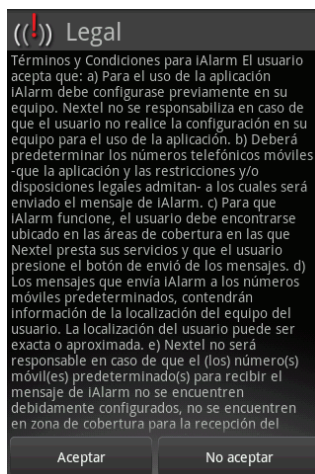 ((!)) Legal
Términos y Condiciones
para iAlarm El usuario
acepta que: a) Para el uso de la aplicación
iAlarm debe configurase previamente en su
equipo. Nextel no se responsabiliza en caso de
que el usuario no realice la configuración en su
equipo para el uso de la aplicación. b) Deberá
predeterminar los números telefónicos móviles
-que la aplicación y las restricciones y/o
disposiciones legales admitan- a los cuales será
enviado el mensaje de iAlarm. c) Para que
iAlarm funcione, el usuario debe encontrarse
ubicado en las áreas de cobertura en las que
Nextel presta sus servicios y que el usuario
presione el botón de envió de los mensajes. d)
Los mensajes que envía iAlarm a los números
móviles predeterminados, contendrán
información de la localización del equipo del
usuario. La localización del usuario puede ser
exacta o aproximada. e) Nextel no será
responsable en caso de que el (los) número(s)
móvil(es) predeterminado(s) para recibir el
mensaje de iAlarm no se encuentren
debidamente configurados, no se encuentren
en zona de cobertura para la recepción del
Aceptar No aceptar